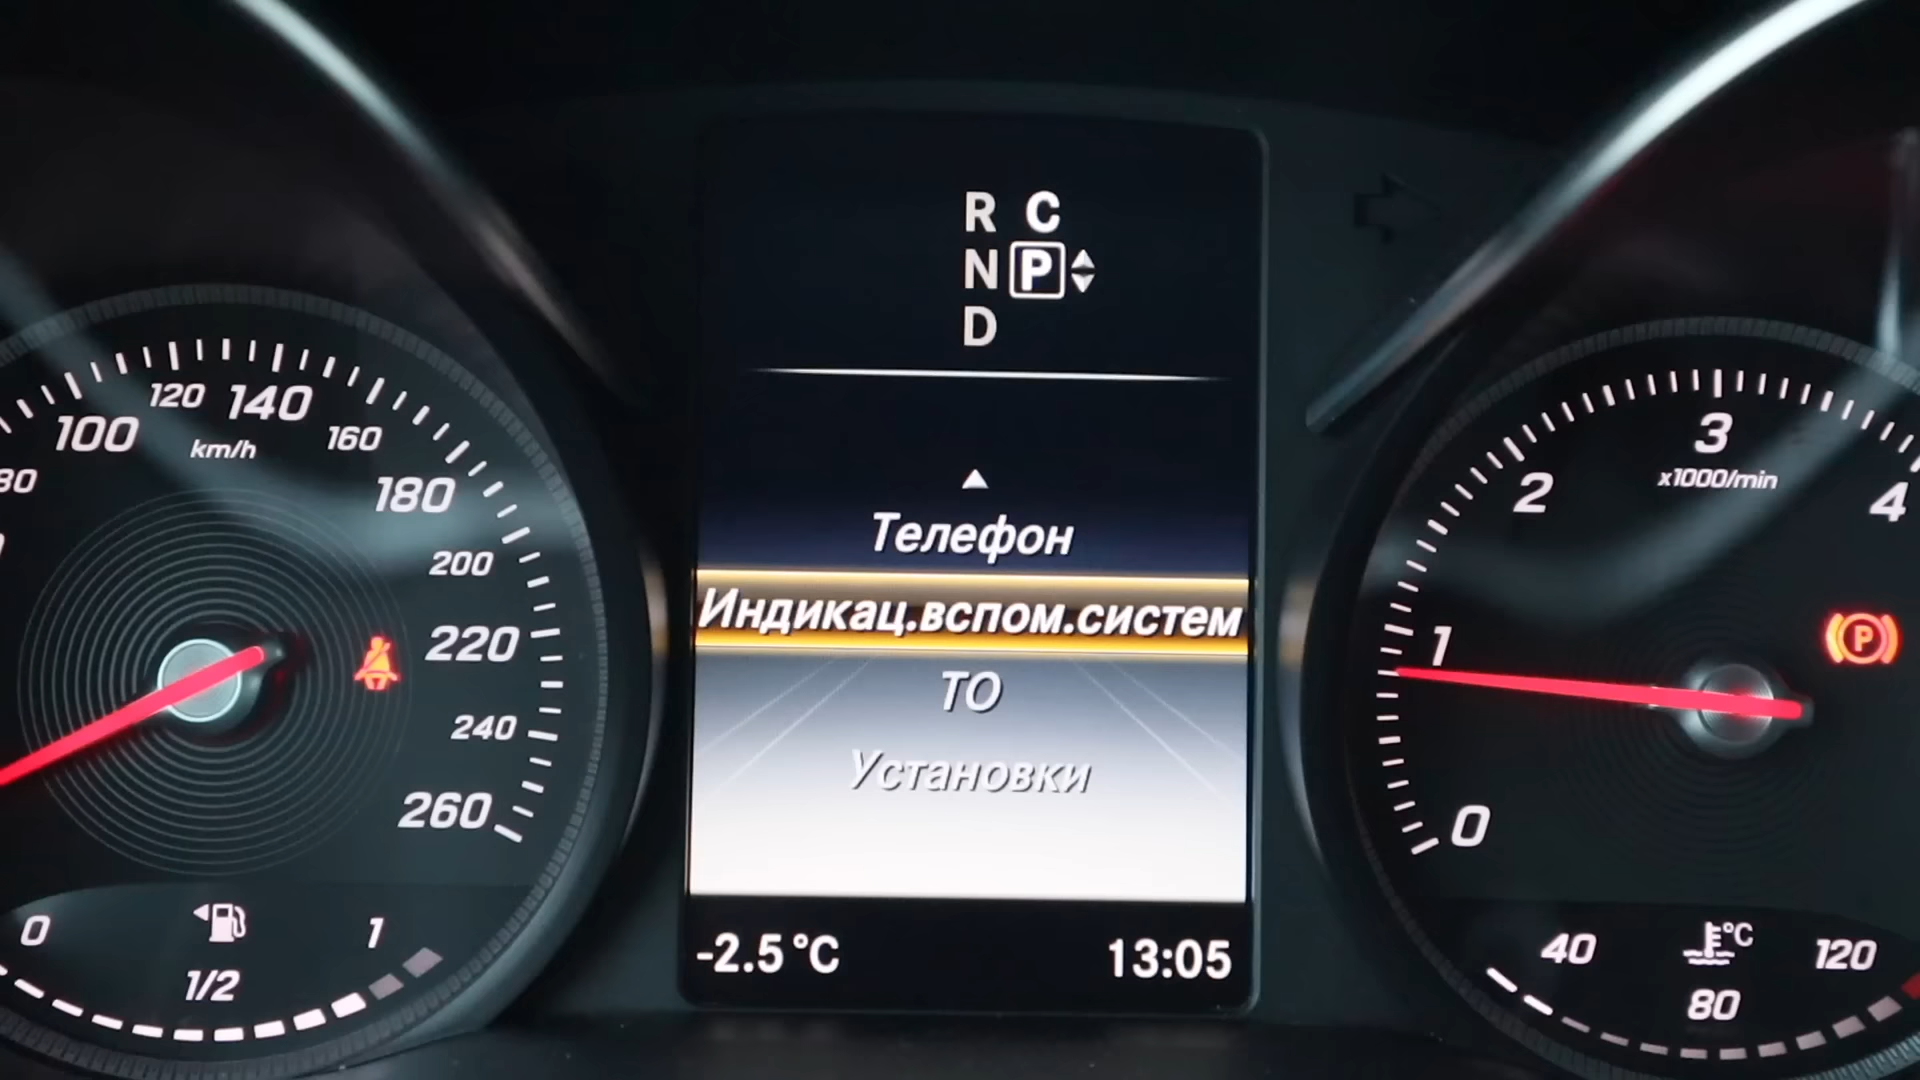 R C
N P
D
Телефон
Индикац.вспом.систем
ТО
Установки
-2.5°C 13:05
80
100
120
140
160
180
200
220
240
260
km/h
0
1/2
1
0
1
2
3
4
x1000/min
P
40
80
120
°C